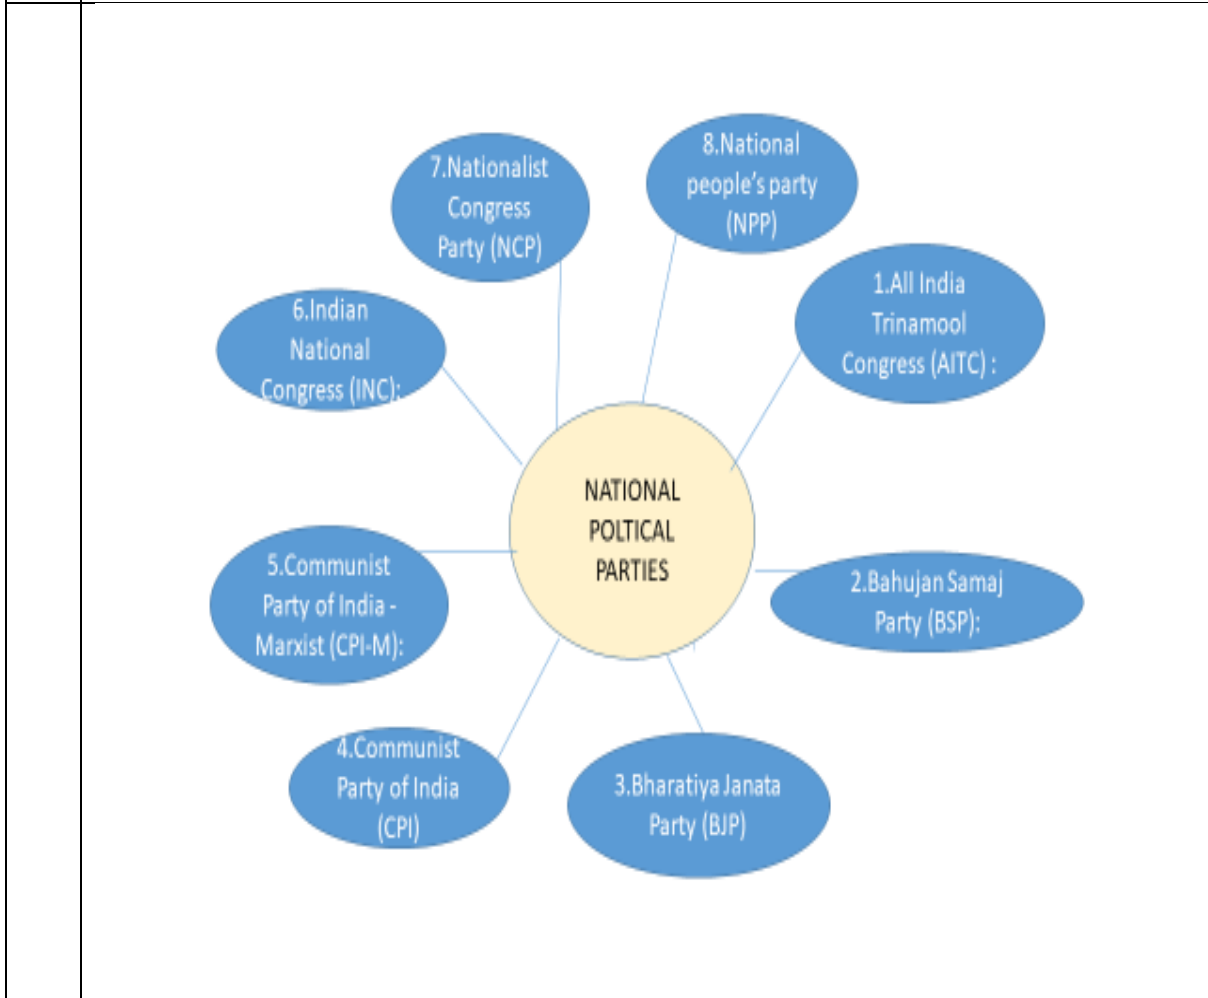 8.National
people's party
(NPP)
7.Nationalist
Congress
Party (NCP)
1.All India
Trinamool
Congress (AITC) :
6.Indian
National
Congress (INC):
NATIONAL
POLTICAL
PARTIES
5.Communist
Party of India -
Marxist (CPI-M):
2.Bahujan Samaj
Party (BSP):
4.Communist
Party of India
(CPI)
3.Bharatiya Janata
Party (BJP)